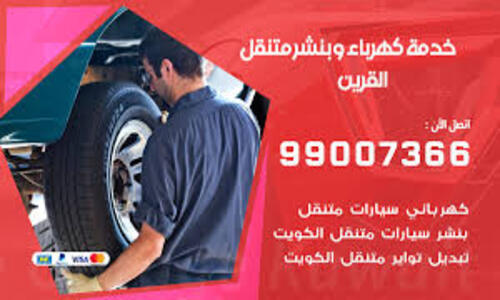 خدمة كهرباء وبنشر متنقل
القرين
اتصل الآن :
99007366
كهربائي سيارات متنقل
بنشر سيارات متنقل الكويت
تبديل تواير متنقل الكويت
VISA